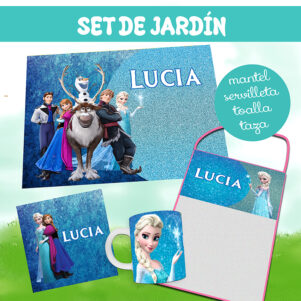 SET DE JARDÍN
LUCIA
mantel
servilleta
toalla
taza
LUCIA
LUCIA